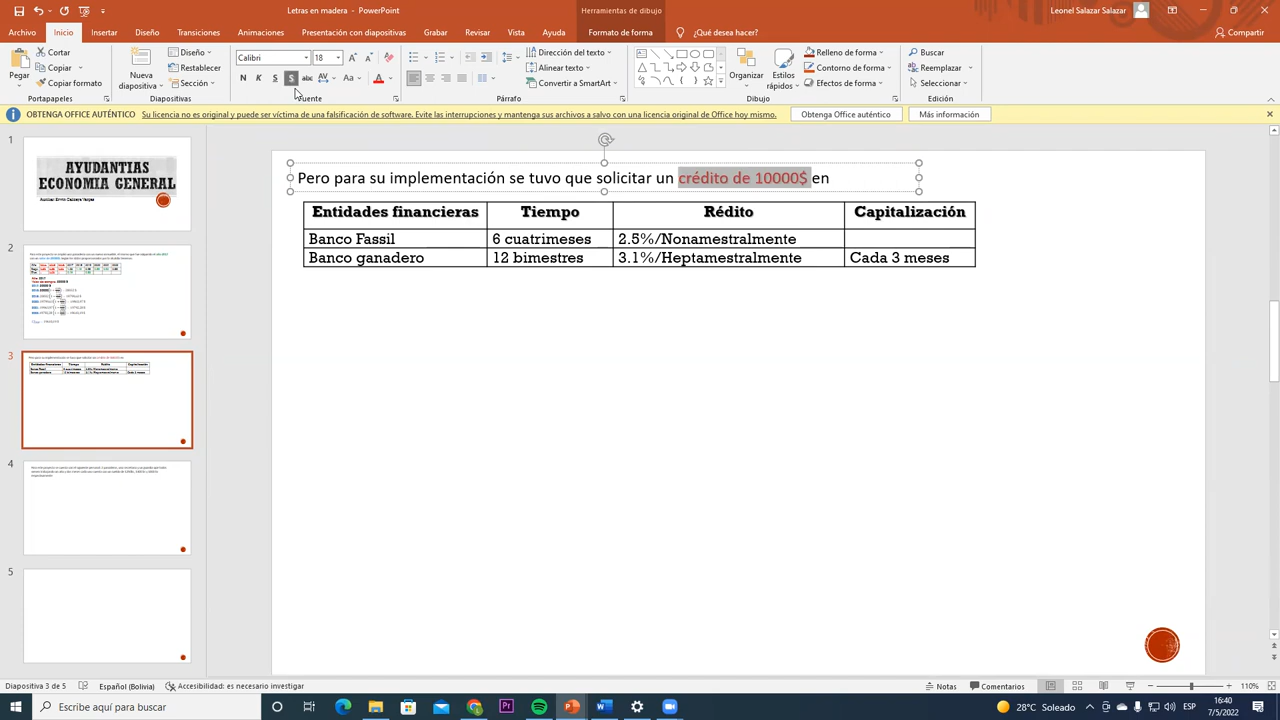 Letras en madera - PowerPoint
Herramientas de dibujo
Leonel Salazar Salazar
Archivo Inicio Insertar Diseño Transiciones Animaciones Presentación con diapositivas Grabar Revisar Vista Ayuda Formato de forma ¿Qué desea hacer? Compartir
Pegar
Cortar
Copiar
Copiar formato
Portapapeles
Nueva
diapositiva
Diseño
Restablecer
Sección
Diapositivas
Calibri 18
N K S S abc AV Aa A
Fuente
Dirección del texto
Alinear texto
Convertir a SmartArt
Párrafo
Organizar
Estilos
rápidos
Relleno de forma
Contorno de forma
Efectos de forma
Dibujo
Buscar
Reemplazar
Seleccionar
Edición
OBTENGA OFFICE AUTÉNTICO Su licencia no es original y puede ser víctima de una falsificación de software. Evite las interrupciones y mantenga sus archivos a salvo con una licencia original de Office hoy mismo. Obtenga Office auténtico Más información
1
AYUDANTIAS
ECONOMIA GENERAL
2
3
4
5
Pero para su implementación se tuvo que solicitar un crédito de 10000$ en
Entidades financieras Tiempo Rédito Capitalización
Banco Fassil 6 cuatrimeses 2.5%/Nonamestralmente
Banco ganadero 12 bimestres 3.1%/Heptamestralmente Cada 3 meses
Diapositiva 3 de 5 Español (Bolivia) Accesibilidad: es necesario investigar Notas Comentarios 110%
Escribe aquí para buscar
28°C Soleado ESP
16:40
7/5/2022